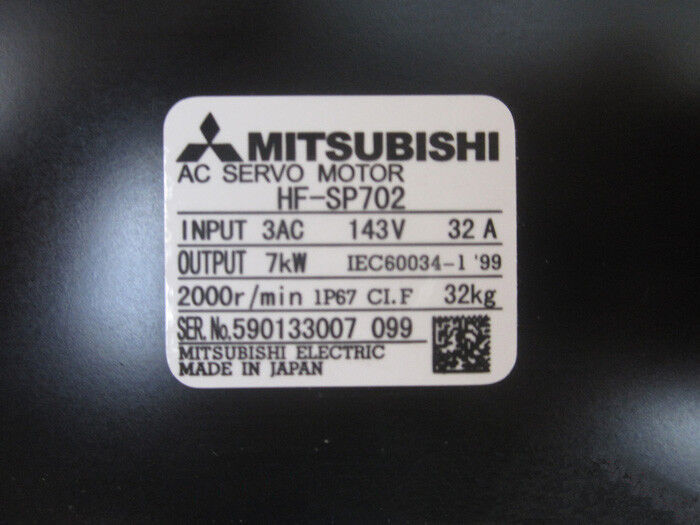 MITSUBISHI
AC SERVO MOTOR
HF-SP702
INPUT 3AC 143V 32 A
OUTPUT 7kW IEC60034-1 '99
2000r/min IP67 CI.F 32kg
SER.No.590133007 099
MITSUBISHI ELECTRIC
MADE IN JAPAN